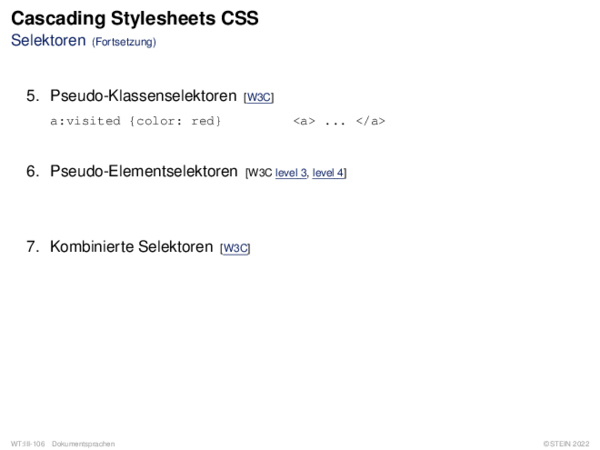 Cascading Stylesheets CSS
Selektoren (Fortsetzung)
5. Pseudo-Klassenselektoren [W3C]
a:visited {color: red} <a> ... </a>
6. Pseudo-Elementselektoren [W3C level 3, level 4]
7. Kombinierte Selektoren [W3C]
WT:III-106 Dokumentsprachen ©STEIN 2022